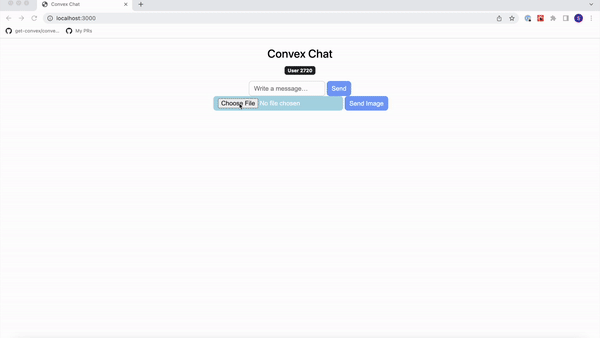 Convex Chat
localhost:3000
get-convex/conve...
My PRs
Convex Chat
User 2720
Write a message...
Send
Choose File No file chosen
Send Image
S